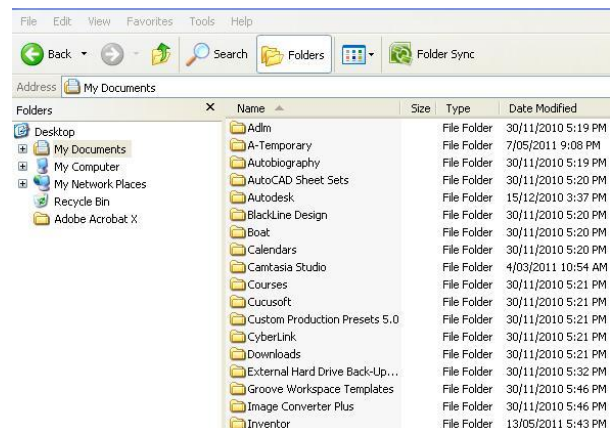 File Edit View Favorites Tools Help
Back Search Folders Folder Sync
Address My Documents
Folders × Name Size Type Date Modified
Desktop
My Documents
My Computer
My Network Places
Recycle Bin
Adobe Acrobat X
Adlm File Folder 30/11/2010 5:19 PM
A-Temporary File Folder 7/05/2011 9:08 PM
Autobiography File Folder 30/11/2010 5:19 PM
AutoCAD Sheet Sets File Folder 30/11/2010 5:20 PM
Autodesk File Folder 15/12/2010 3:37 PM
BlackLine Design File Folder 30/11/2010 5:20 PM
Boat File Folder 30/11/2010 5:20 PM
Calendars File Folder 30/11/2010 5:20 PM
Camtasia Studio File Folder 4/03/2011 10:54 AM
Courses File Folder 30/11/2010 5:21 PM
Cucusoft File Folder 30/11/2010 5:21 PM
Custom Production Presets 5.0 File Folder 30/11/2010 5:21 PM
CyberLink File Folder 30/11/2010 5:21 PM
Downloads File Folder 30/11/2010 5:21 PM
External Hard Drive Back-Up... File Folder 30/11/2010 5:32 PM
Groove Workspace Templates File Folder 30/11/2010 5:46 PM
Image Converter Plus File Folder 30/11/2010 5:46 PM
Inventor File Folder 13/05/2011 5:43 PM